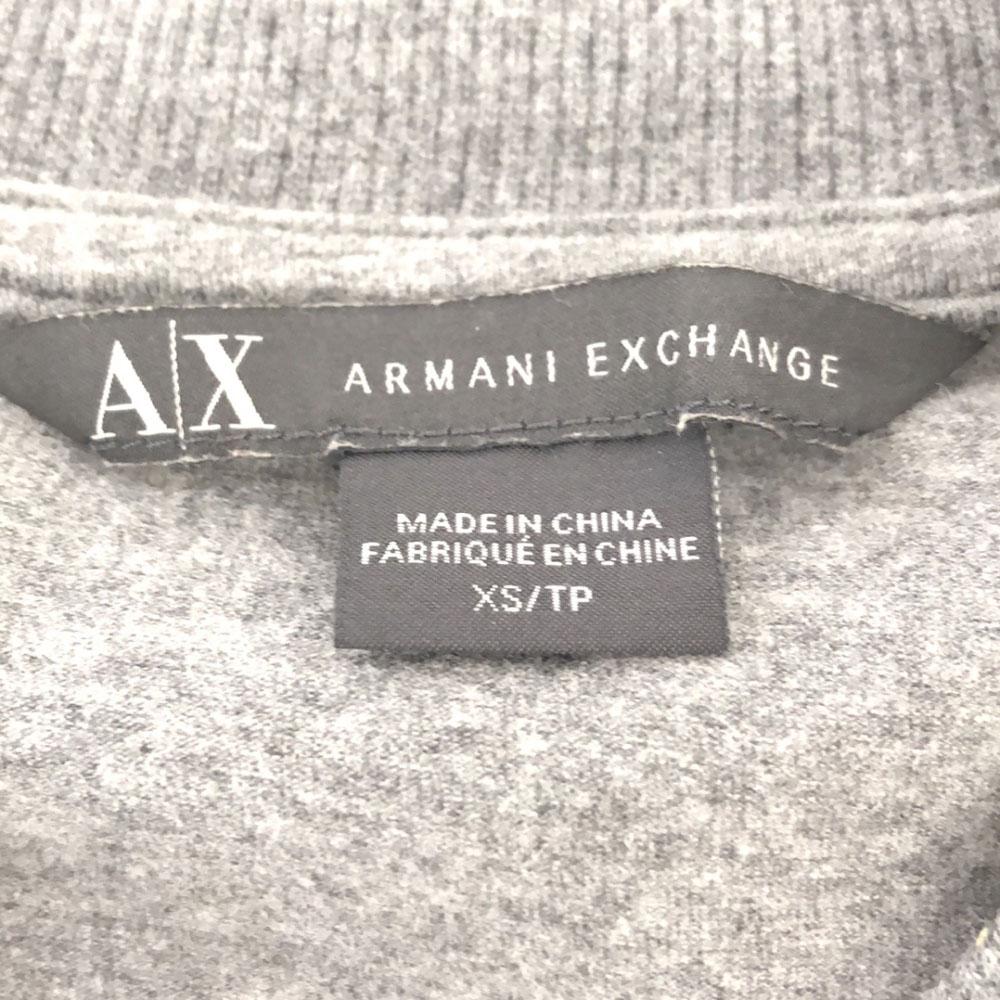 A|X ARMANI EXCHANGE
MADE IN CHINA
FABRIQUÉ EN CHINE
XS/TP